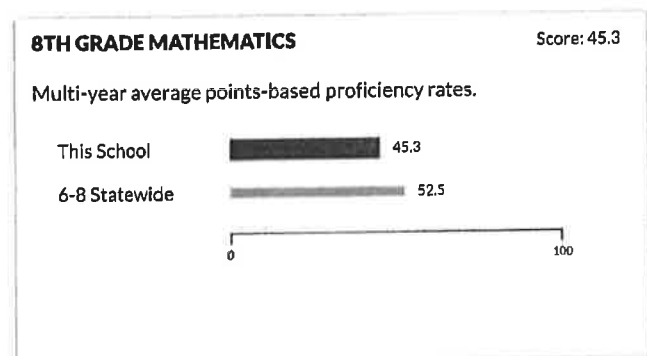 8TH GRADE MATHEMATICS Score: 45.3
Multi-year average points-based proficiency rates.
This School 45.3
6-8 Statewide 52.5
0 100